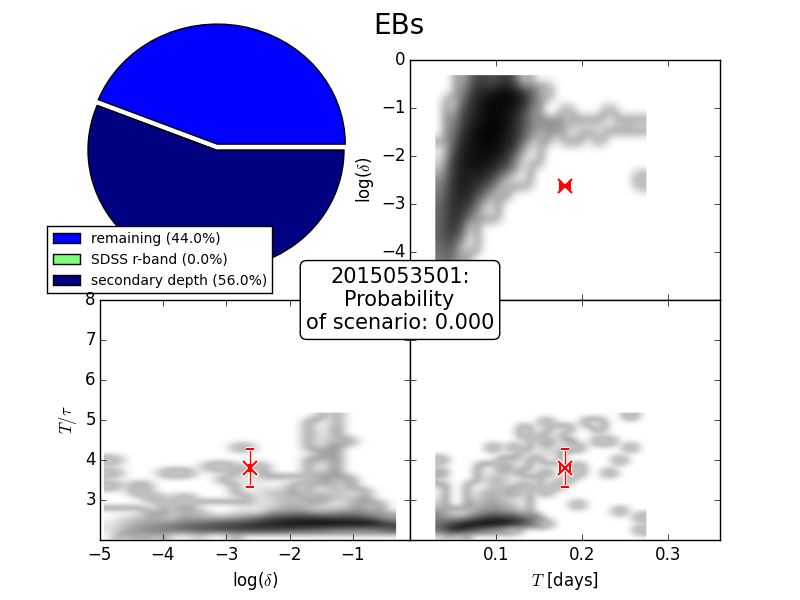 EBs
remaining (44.0%)
SDSS r-band (0.0%)
secondary depth (56.0%)
0
−1
−2
−3
−4
log(δ)
2015053501:
Probability
of scenario: 0.000
8
7
6
5
4
3
T/τ
−5 −4 −3 −2 −1
log(δ)
0.1 0.2 0.3
T [days]